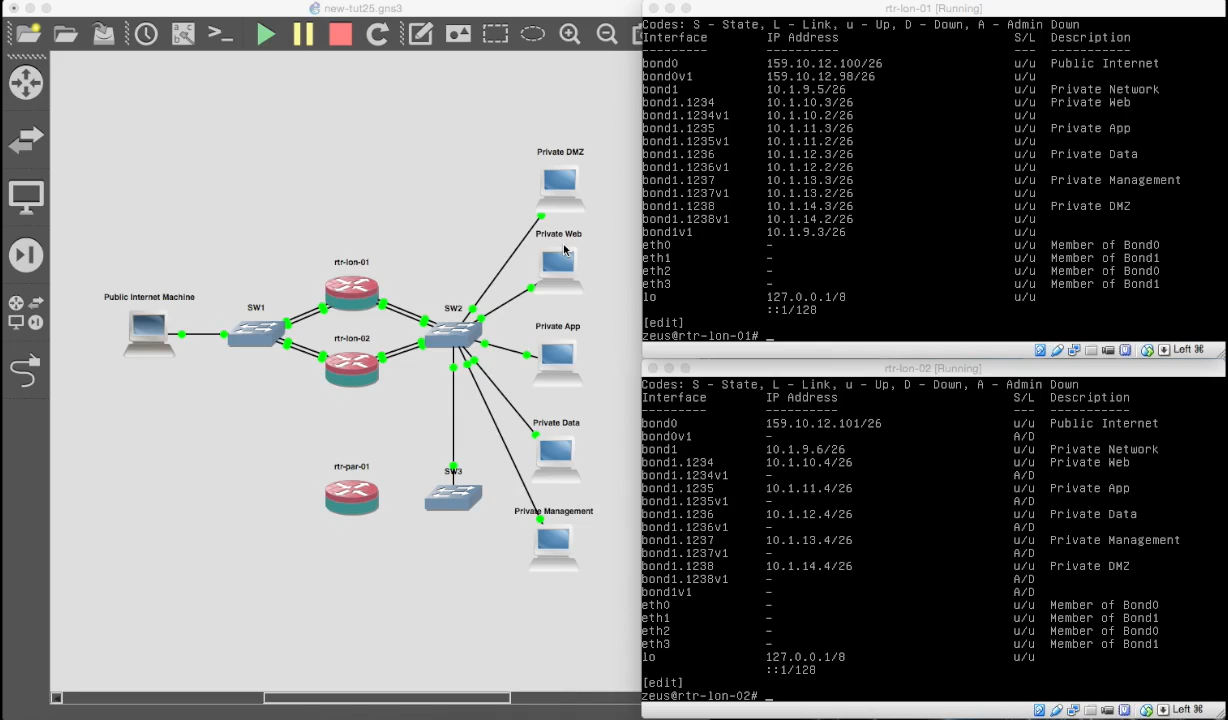 new-tut25.gns3
Private DMZ
Private Web
rtr-lon-01
Public Internet Machine
SW1
SW2
Private App
rtr-lon-02
Private Data
rtr-par-01
SW3
Private Management
rtr-lon-01 [Running]
Codes: S - State, L - Link, u - Up, D - Down, A - Admin Down
Interface IP Address S/L Description
--------- ---------- --- -----------
bond0 159.10.12.100/26 u/u Public Internet
bond0v1 159.10.12.98/26 u/u
bond1 10.1.9.5/26 u/u Private Network
bond1.1234 10.1.10.3/26 u/u Private Web
bond1.1234v1 10.1.10.2/26 u/u
bond1.1235 10.1.11.3/26 u/u Private App
bond1.1235v1 10.1.11.2/26 u/u
bond1.1236 10.1.12.3/26 u/u Private Data
bond1.1236v1 10.1.12.2/26 u/u
bond1.1237 10.1.13.3/26 u/u Private Management
bond1.1237v1 10.1.13.2/26 u/u
bond1.1238 10.1.14.3/26 u/u Private DMZ
bond1.1238v1 10.1.14.2/26 u/u
bond1v1 10.1.9.3/26 u/u
eth0 - u/u Member of Bond0
eth1 - u/u Member of Bond1
eth2 - u/u Member of Bond0
eth3 - u/u Member of Bond1
lo 127.0.0.1/8 u/u
::1/128
[edit]
zeus@rtr-lon-01# _
Left ⌘
rtr-lon-02 [Running]
Codes: S - State, L - Link, u - Up, D - Down, A - Admin Down
Interface IP Address S/L Description
--------- ---------- --- -----------
bond0 159.10.12.101/26 u/u Public Internet
bond0v1 - A/D
bond1 10.1.9.6/26 u/u Private Network
bond1.1234 10.1.10.4/26 u/u Private Web
bond1.1234v1 - A/D
bond1.1235 10.1.11.4/26 u/u Private App
bond1.1235v1 - A/D
bond1.1236 10.1.12.4/26 u/u Private Data
bond1.1236v1 - A/D
bond1.1237 10.1.13.4/26 u/u Private Management
bond1.1237v1 - A/D
bond1.1238 10.1.14.4/26 u/u Private DMZ
bond1.1238v1 - A/D
bond1v1 - A/D
eth0 - u/u Member of Bond0
eth1 - u/u Member of Bond1
eth2 - u/u Member of Bond0
eth3 - u/u Member of Bond1
lo 127.0.0.1/8 u/u
::1/128
[edit]
zeus@rtr-lon-02# _
Left ⌘